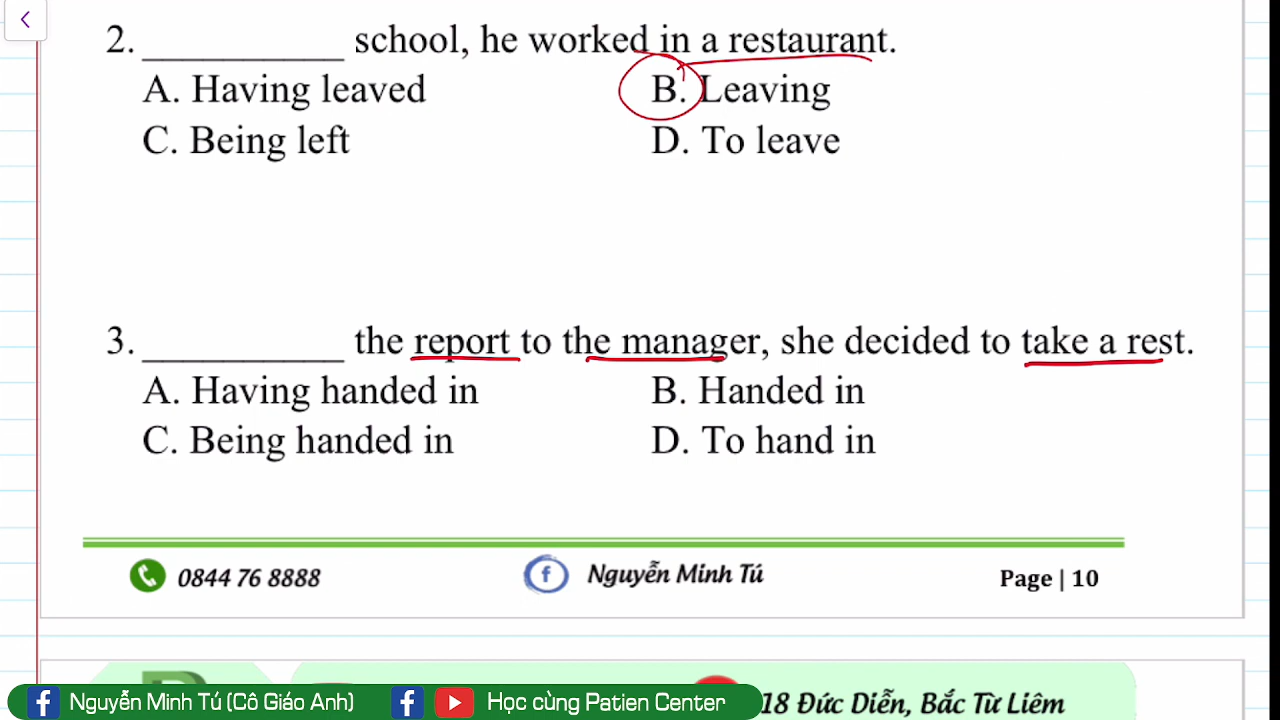 2. __________ school, he worked in a restaurant.
A. Having leaved B. Leaving
C. Being left D. To leave
3. __________ the report to the manager, she decided to take a rest.
A. Having handed in B. Handed in
C. Being handed in D. To hand in
0844 76 8888 f Nguyễn Minh Tú Page | 10
f Nguyễn Minh Tú (Cô Giáo Anh) f Học cùng Patien Center 18 Đức Diễn, Bắc Từ Liêm